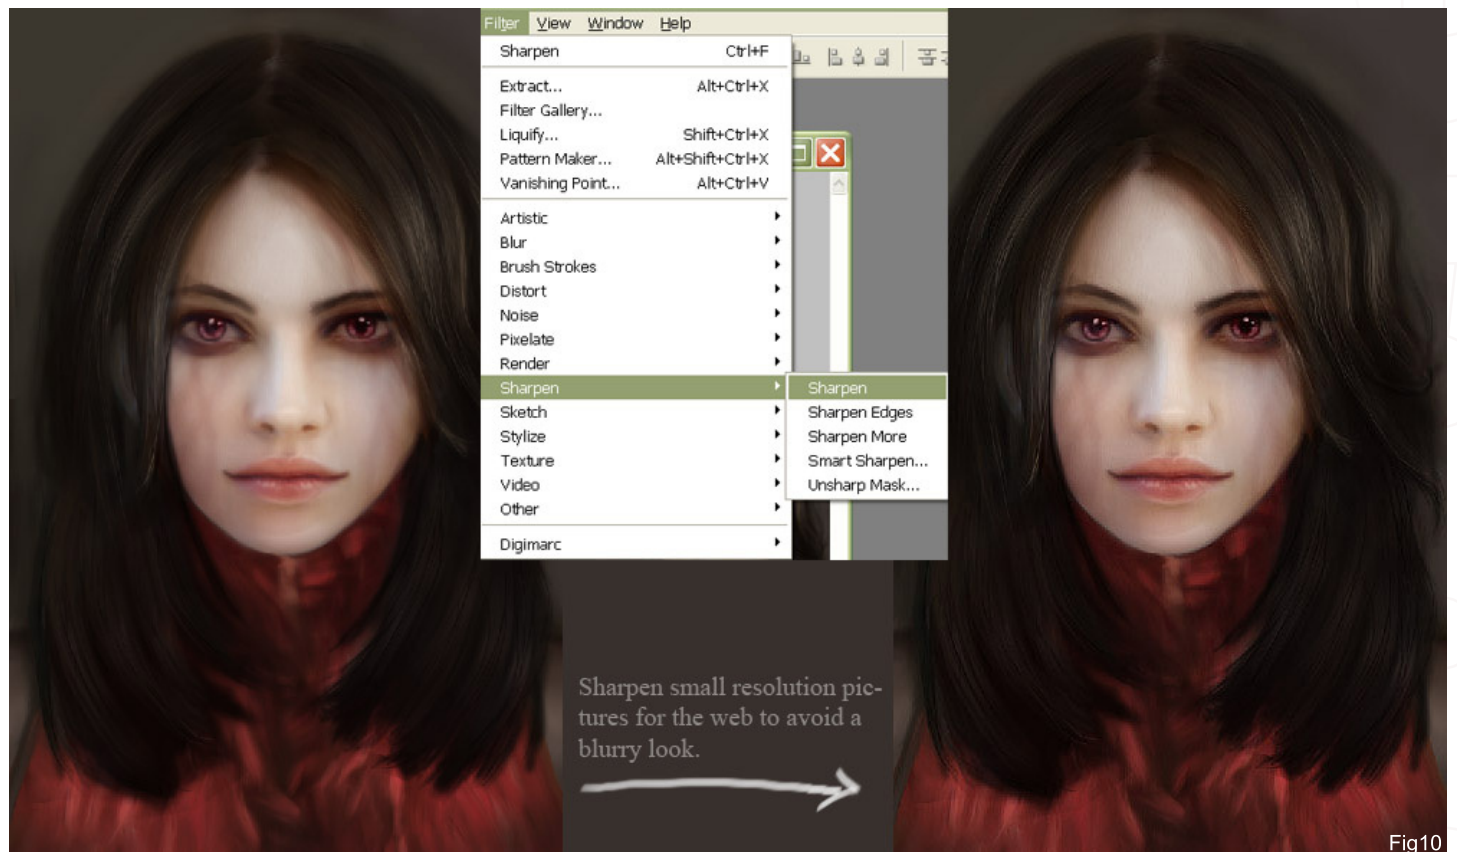 Filter View Window Help
Sharpen Ctrl+F
Extract... Alt+Ctrl+X
Filter Gallery...
Liquify... Shift+Ctrl+X
Pattern Maker... Alt+Shift+Ctrl+X
Vanishing Point... Alt+Ctrl+V
Artistic
Blur
Brush Strokes
Distort
Noise
Pixelate
Render
Sharpen
Sketch
Stylize
Texture
Video
Other
Digimarc
Sharpen
Sharpen Edges
Sharpen More
Smart Sharpen...
Unsharp Mask...
Sharpen small resolution pic-
tures for the web to avoid a
blurry look.
Fig10